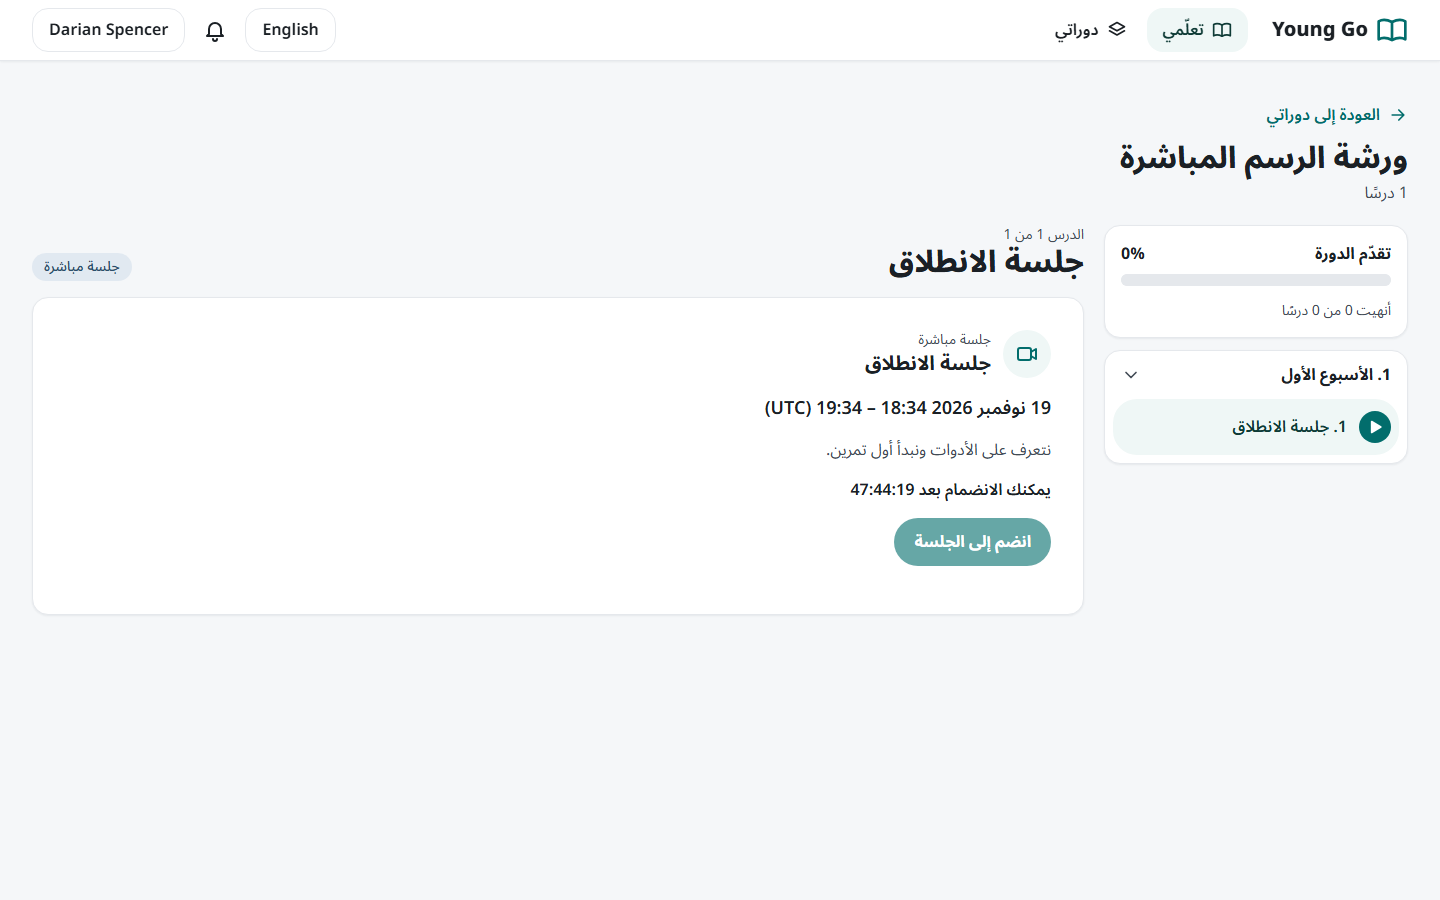 Young Go
تعلّمي
دوراتي
English
Darian Spencer
العودة إلى دوراتي
ورشة الرسم المباشرة
1 درسًا
تقدّم الدورة
0%
أنهيت 0 من 0 درسًا
1. الأسبوع الأول
1. جلسة الانطلاق
الدرس 1 من 1
جلسة الانطلاق
جلسة مباشرة
جلسة مباشرة
جلسة الانطلاق
19 نوفمبر 2026 18:34 – 19:34 (UTC)
نتعرف على الأدوات ونبدأ أول تمرين.
يمكنك الانضمام بعد 47:44:19
انضم إلى الجلسة